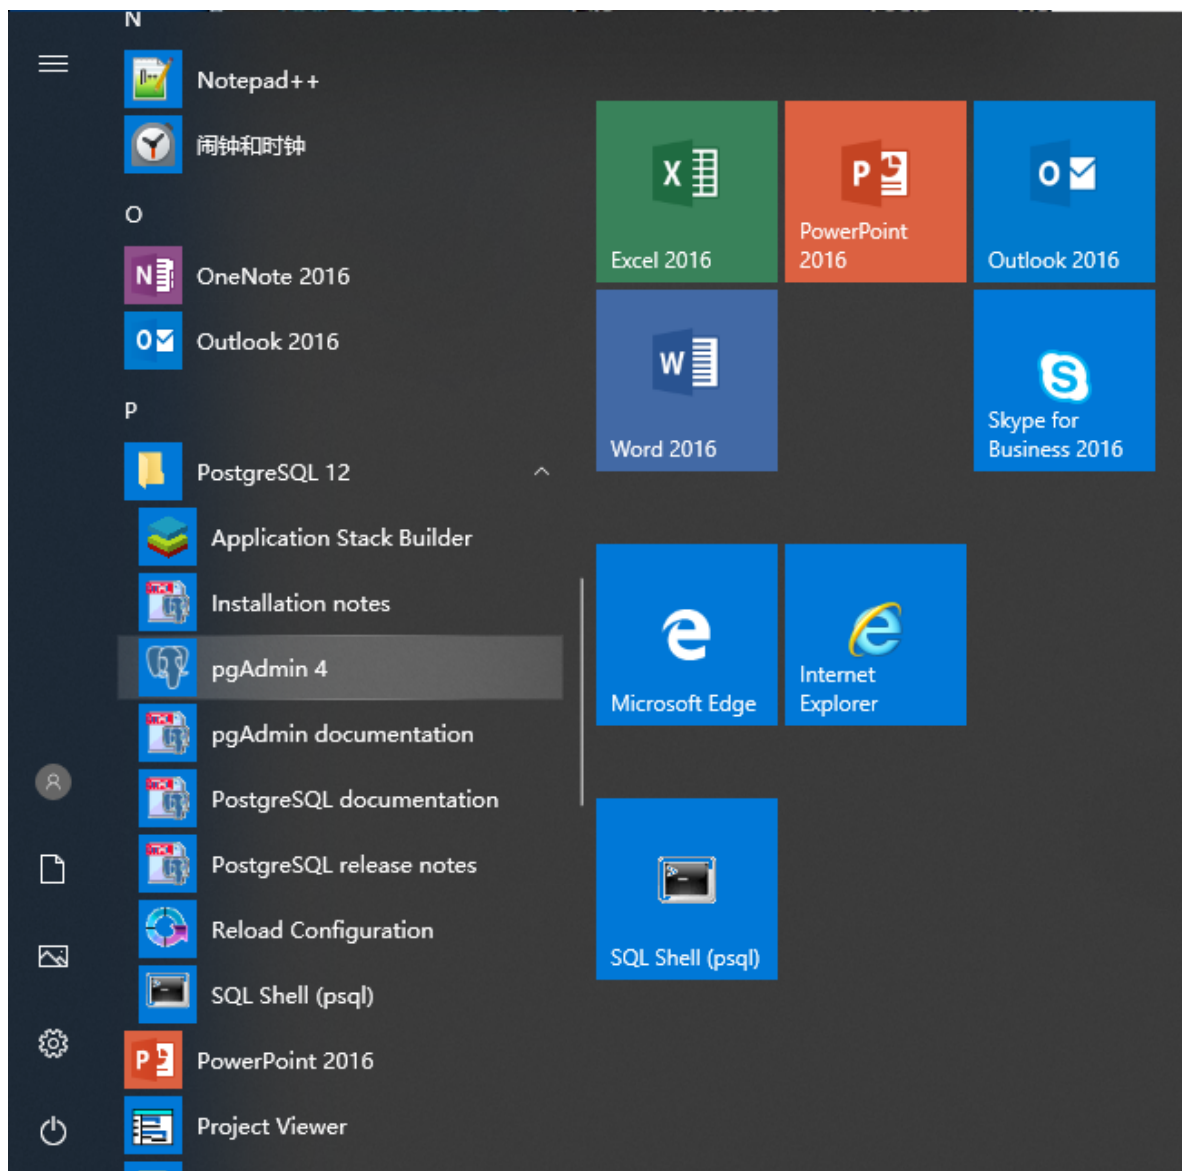 N
Notepad++
闹钟和时钟
O
OneNote 2016
Outlook 2016
P
PostgreSQL 12
Application Stack Builder
Installation notes
pgAdmin 4
pgAdmin documentation
PostgreSQL documentation
PostgreSQL release notes
Reload Configuration
SQL Shell (psql)
PowerPoint 2016
Project Viewer
Excel 2016
PowerPoint
2016
Outlook 2016
Word 2016
Skype for
Business 2016
Microsoft Edge
Internet
Explorer
SQL Shell (psql)